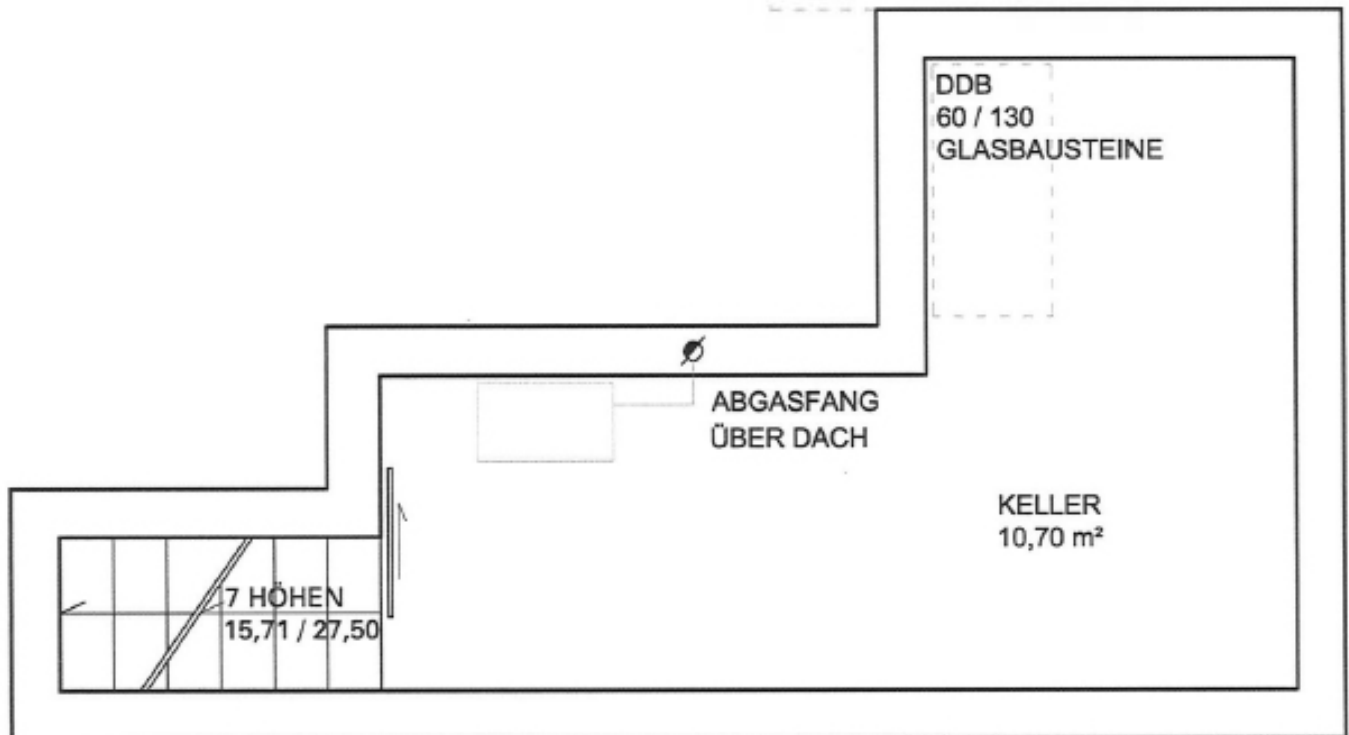 DDB
60 / 130
GLASBAUSTEINE
ABGASFANG
ÜBER DACH
KELLER
10,70 m²
7 HÖHEN
15,71 / 27,50